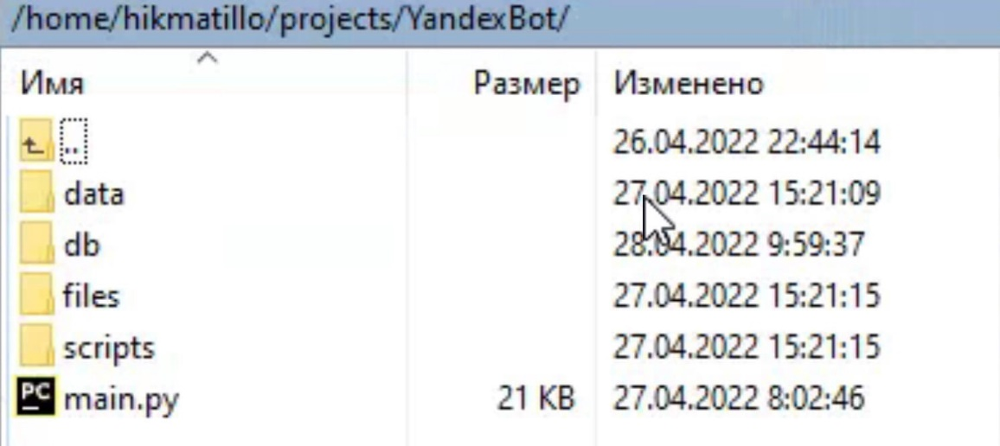 /home/hikmatillo/projects/YandexBot/
Имя Размер Изменено
.. 26.04.2022 22:44:14
data 27.04.2022 15:21:09
db 28.04.2022 9:59:37
files 27.04.2022 15:21:15
scripts 27.04.2022 15:21:15
PC main.py 21 KB 27.04.2022 8:02:46